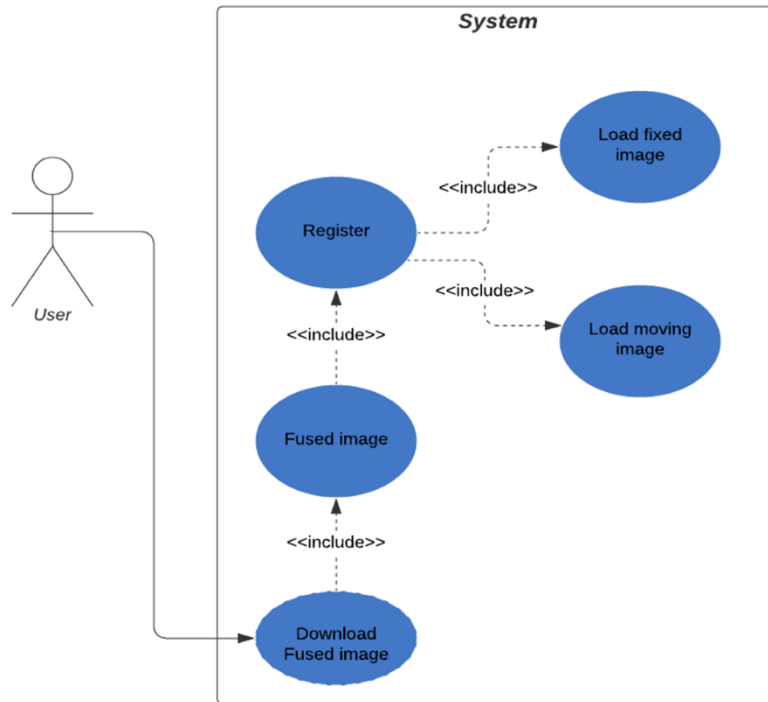 System
Load fixed
image
<<include>>
Register
<<include>>
User
Load moving
image
<<include>>
Fused image
<<include>>
Download
Fused image